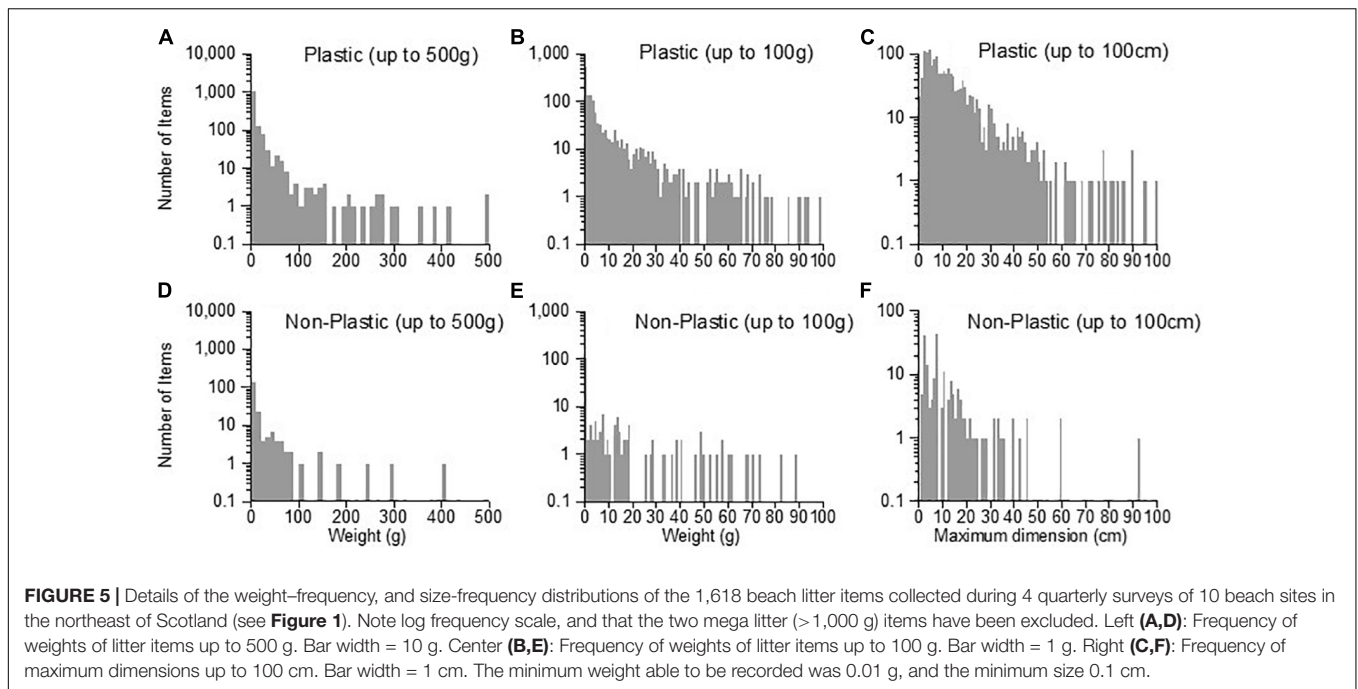 A
Plastic (up to 500g)
10,000
1,000
100
10
1
0.1
Number of Items
0 100 200 300 400 500
B
Plastic (up to 100g)
1,000
100
10
1
0.1
0 10 20 30 40 50 60 70 80 90 100
C
Plastic (up to 100cm)
100
10
1
0.1
0 10 20 30 40 50 60 70 80 90 100
D
Non-Plastic (up to 500g)
10,000
1,000
100
10
1
0.1
Number of Items
0 100 200 300 400 500
Weight (g)
E
Non-Plastic (up to 100g)
1,000
100
10
1
0.1
0 10 20 30 40 50 60 70 80 90 100
Weight (g)
F
Non-Plastic (up to 100cm)
100
10
1
0.1
0 10 20 30 40 50 60 70 80 90 100
Maximum dimension (cm)
FIGURE 5 | Details of the weight–frequency, and size-frequency distributions of the 1,618 beach litter items collected during 4 quarterly surveys of 10 beach sites in
the northeast of Scotland (see Figure 1). Note log frequency scale, and that the two mega litter (>1,000 g) items have been excluded. Left (A,D): Frequency of
weights of litter items up to 500 g. Bar width = 10 g. Center (B,E): Frequency of weights of litter items up to 100 g. Bar width = 1 g. Right (C,F): Frequency of
maximum dimensions up to 100 cm. Bar width = 1 cm. The minimum weight able to be recorded was 0.01 g, and the minimum size 0.1 cm.